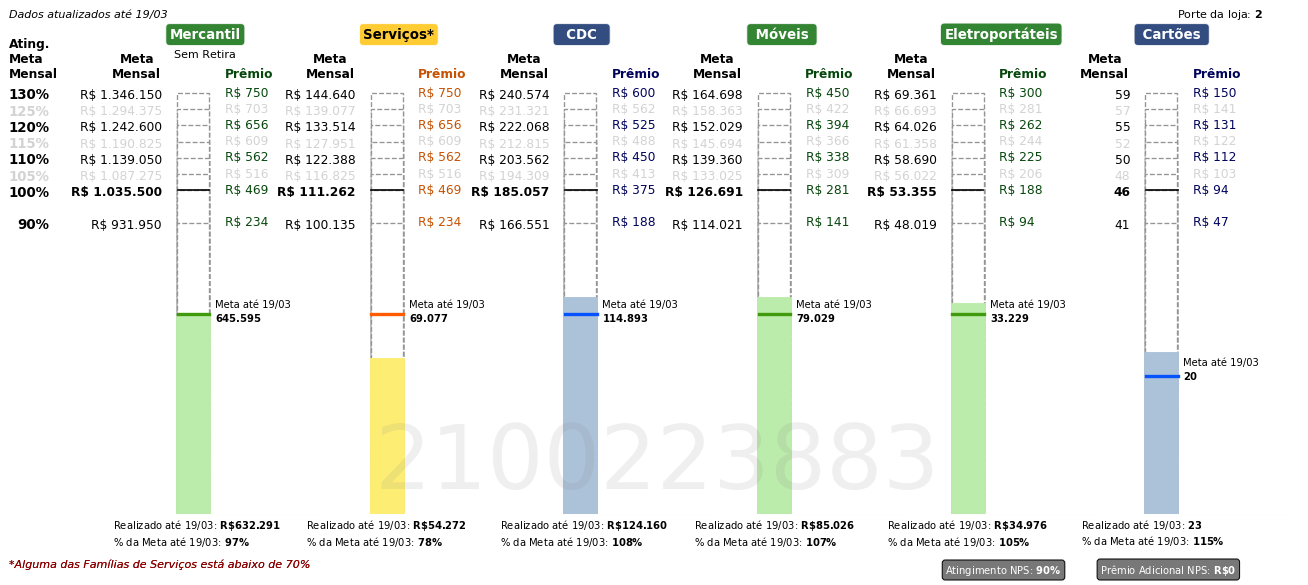 Dados atualizados até 19/03
Porte da loja: 2
Mercantil Serviços* CDC Móveis Eletroportáteis Cartões
Sem Retira
Ating. Meta Mensal
Meta Mensal Prêmio Meta Mensal Prêmio Meta Mensal Prêmio Meta Mensal Prêmio Meta Mensal Prêmio Meta Mensal Prêmio
130% R$ 1.346.150 R$ 750 R$ 144.640 R$ 750 R$ 240.574 R$ 600 R$ 164.698 R$ 450 R$ 69.361 R$ 300 59 R$ 150
125% R$ 1.294.375 R$ 703 R$ 139.077 R$ 703 R$ 231.321 R$ 562 R$ 158.363 R$ 422 R$ 66.693 R$ 281 57 R$ 141
120% R$ 1.242.600 R$ 656 R$ 133.514 R$ 656 R$ 222.068 R$ 525 R$ 152.029 R$ 394 R$ 64.026 R$ 262 55 R$ 131
115% R$ 1.190.825 R$ 609 R$ 127.951 R$ 609 R$ 212.815 R$ 488 R$ 145.694 R$ 366 R$ 61.358 R$ 244 52 R$ 122
110% R$ 1.139.050 R$ 562 R$ 122.388 R$ 562 R$ 203.562 R$ 450 R$ 139.360 R$ 338 R$ 58.690 R$ 225 50 R$ 112
105% R$ 1.087.275 R$ 516 R$ 116.825 R$ 516 R$ 194.309 R$ 413 R$ 133.025 R$ 309 R$ 56.022 R$ 206 48 R$ 103
100% R$ 1.035.500 R$ 469 R$ 111.262 R$ 469 R$ 185.057 R$ 375 R$ 126.691 R$ 281 R$ 53.355 R$ 188 46 R$ 94
90% R$ 931.950 R$ 234 R$ 100.135 R$ 234 R$ 166.551 R$ 188 R$ 114.021 R$ 141 R$ 48.019 R$ 94 41 R$ 47
Meta até 19/03 Meta até 19/03 Meta até 19/03 Meta até 19/03 Meta até 19/03
645.595 69.077 114.893 79.029 33.229
Meta até 19/03
20
2100223883
Realizado até 19/03: R$632.291 Realizado até 19/03: R$54.272 Realizado até 19/03: R$124.160 Realizado até 19/03: R$85.026 Realizado até 19/03: R$34.976 Realizado até 19/03: 23
% da Meta até 19/03: 97% % da Meta até 19/03: 78% % da Meta até 19/03: 108% % da Meta até 19/03: 107% % da Meta até 19/03: 105% % da Meta até 19/03: 115%
*Alguma das Famílias de Serviços está abaixo de 70%
Atingimento NPS: 90% Prêmio Adicional NPS: R$0